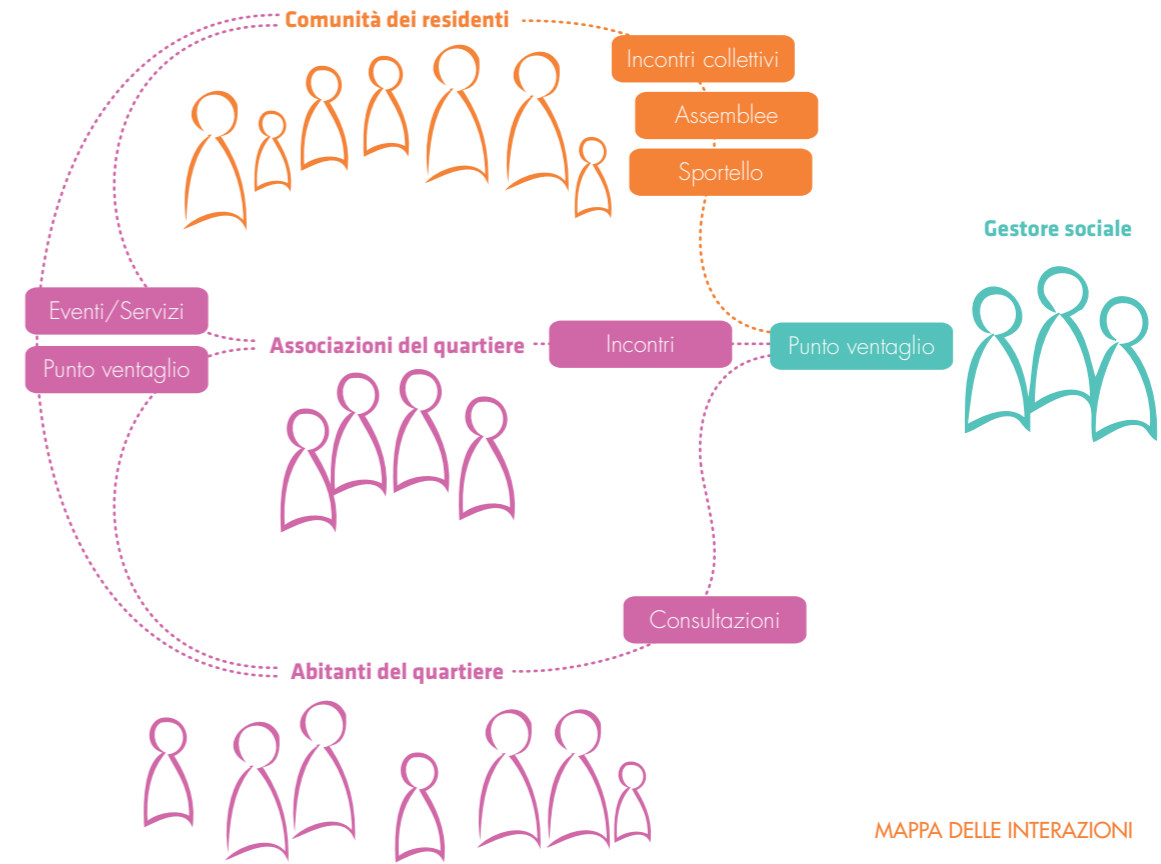 Comunità dei residenti
Incontri collettivi
Assemblee
Sportello
Gestore sociale
Eventi/Servizi
Punto ventaglio
Associazioni del quartiere
Incontri
Punto ventaglio
Consultazioni
Abitanti del quartiere
MAPPA DELLE INTERAZIONI